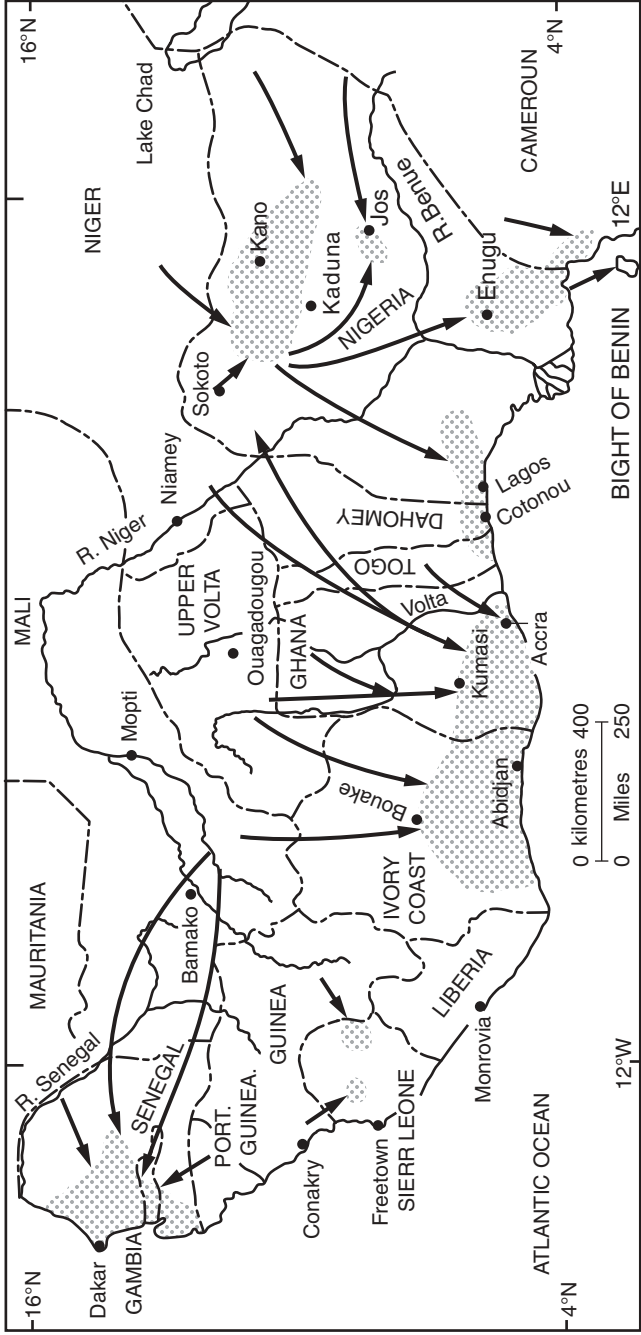 16°N
16°N
MAURITANIA
MALI
NIGER
Lake Chad
R. Senegal
Dakar
GAMBIA
SENEGAL
Bamako
Mopti
R. Niger
Niamey
Sokoto
Kano
Kaduna
Jos
PORT.
GUINEA.
GUINEA
UPPER
VOLTA
Ouagadougou
GHANA
DAHOMEY
TOGO
Volta
NIGERIA
R.Benue
Enugu
Conakry
Freetown
SIERR LEONE
LIBERIA
Monrovia
IVORY
COAST
Bouake
Abidjan
Kumasi
Accra
Lagos
Cotonou
CAMEROUN
ATLANTIC OCEAN
BIGHT OF BENIN
0 kilometres 400
0 Miles 250
4°N
4°N
12°W
12°E